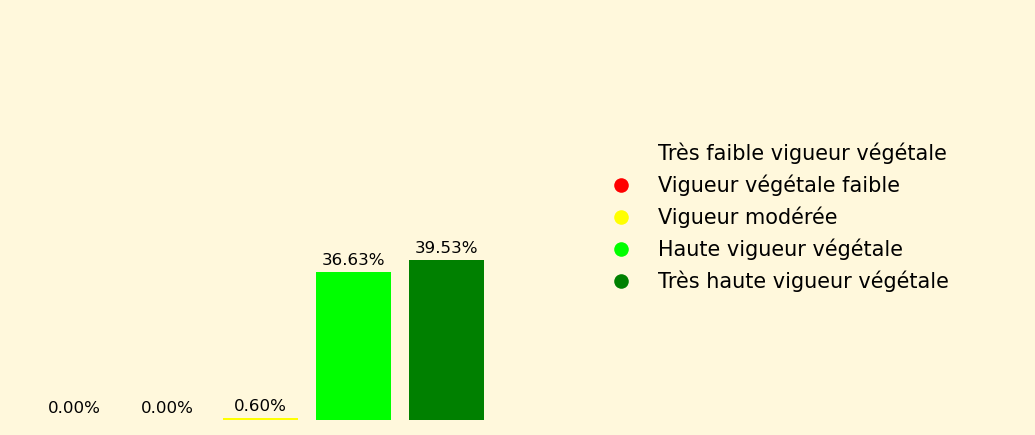 0.00%
0.00%
0.60%
36.63%
39.53%
Très faible vigueur végétale
Vigueur végétale faible
Vigueur modérée
Haute vigueur végétale
Très haute vigueur végétale